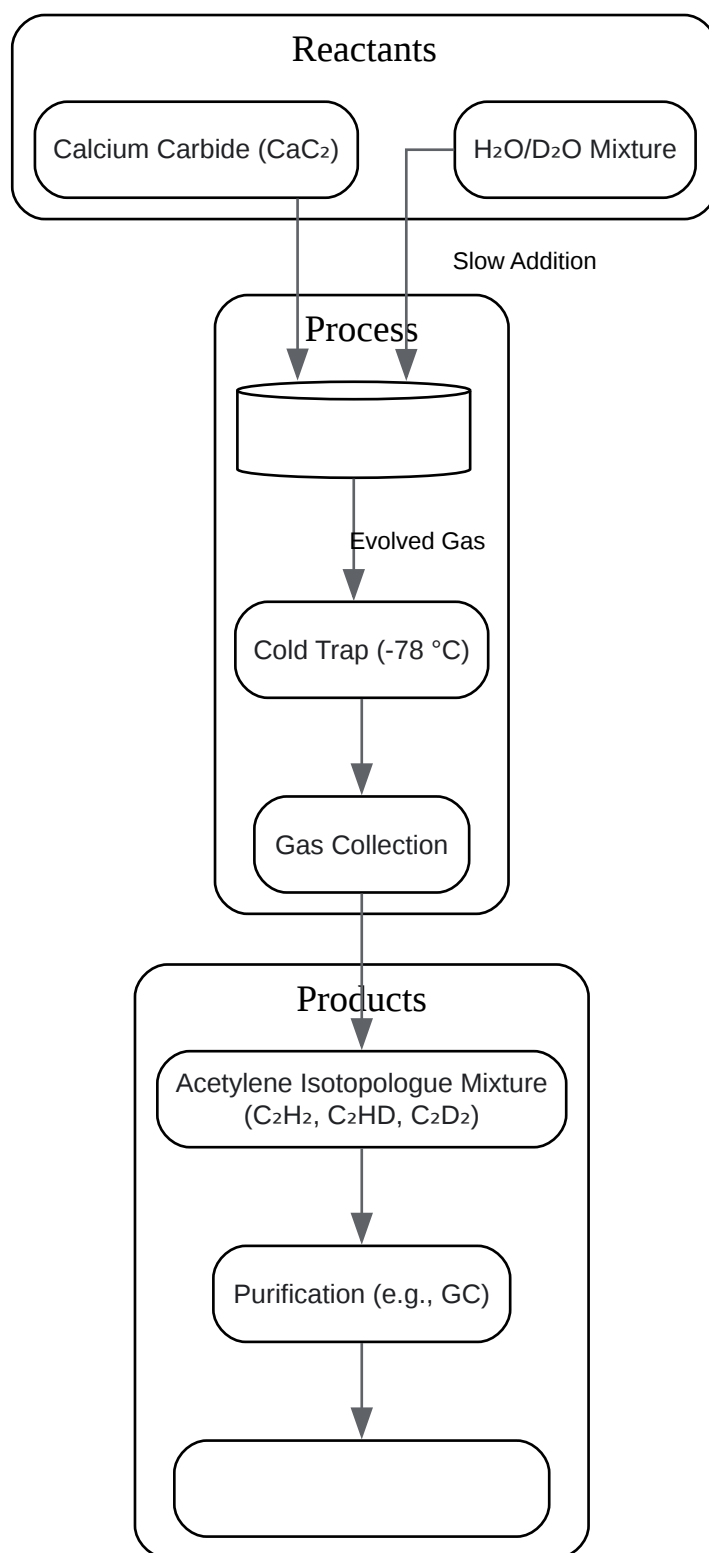 Reactants
Calcium Carbide (CaC₂)
H₂O/D₂O Mixture
Slow Addition
Process
Evolved Gas
Cold Trap (-78 °C)
Gas Collection
Products
Acetylene Isotopologue Mixture
(C₂H₂, C₂HD, C₂D₂)
Purification (e.g., GC)